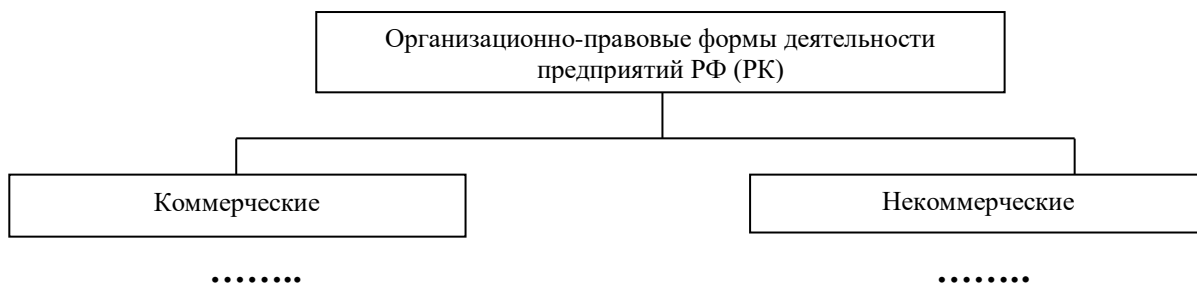 Организационно-правовые формы деятельности
предприятий РФ (РК)
Коммерческие
Некоммерческие
……..
……..